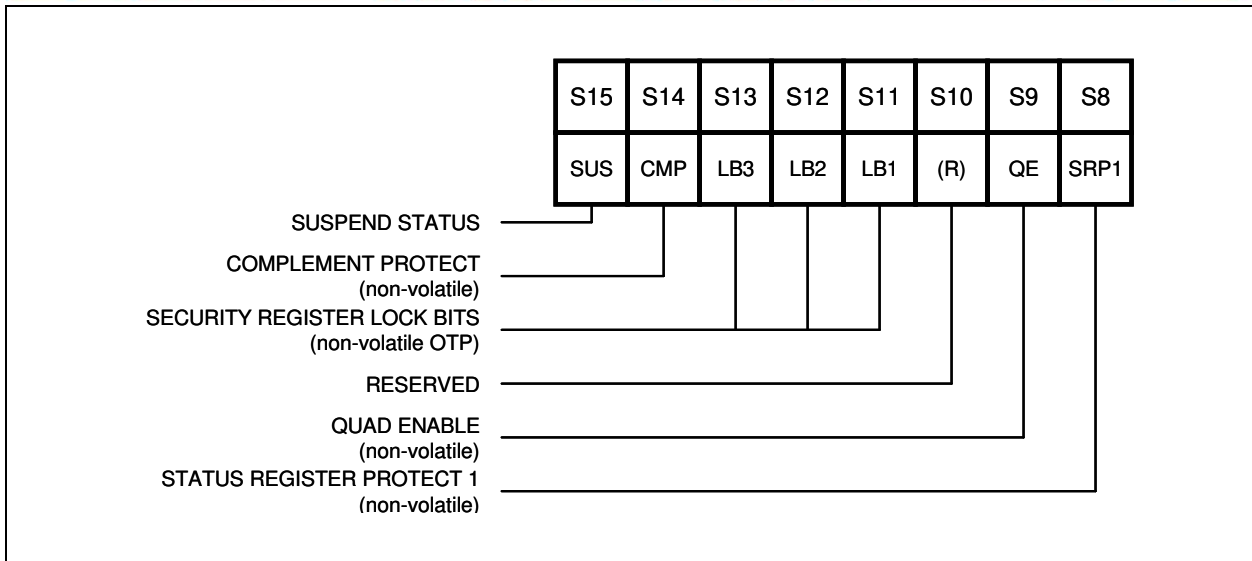 S15 S14 S13 S12 S11 S10 S9 S8
SUS CMP LB3 LB2 LB1 (R) QE SRP1
SUSPEND STATUS
COMPLEMENT PROTECT
(non-volatile)
SECURITY REGISTER LOCK BITS
(non-volatile OTP)
RESERVED
QUAD ENABLE
(non-volatile)
STATUS REGISTER PROTECT 1
(non-volatile)